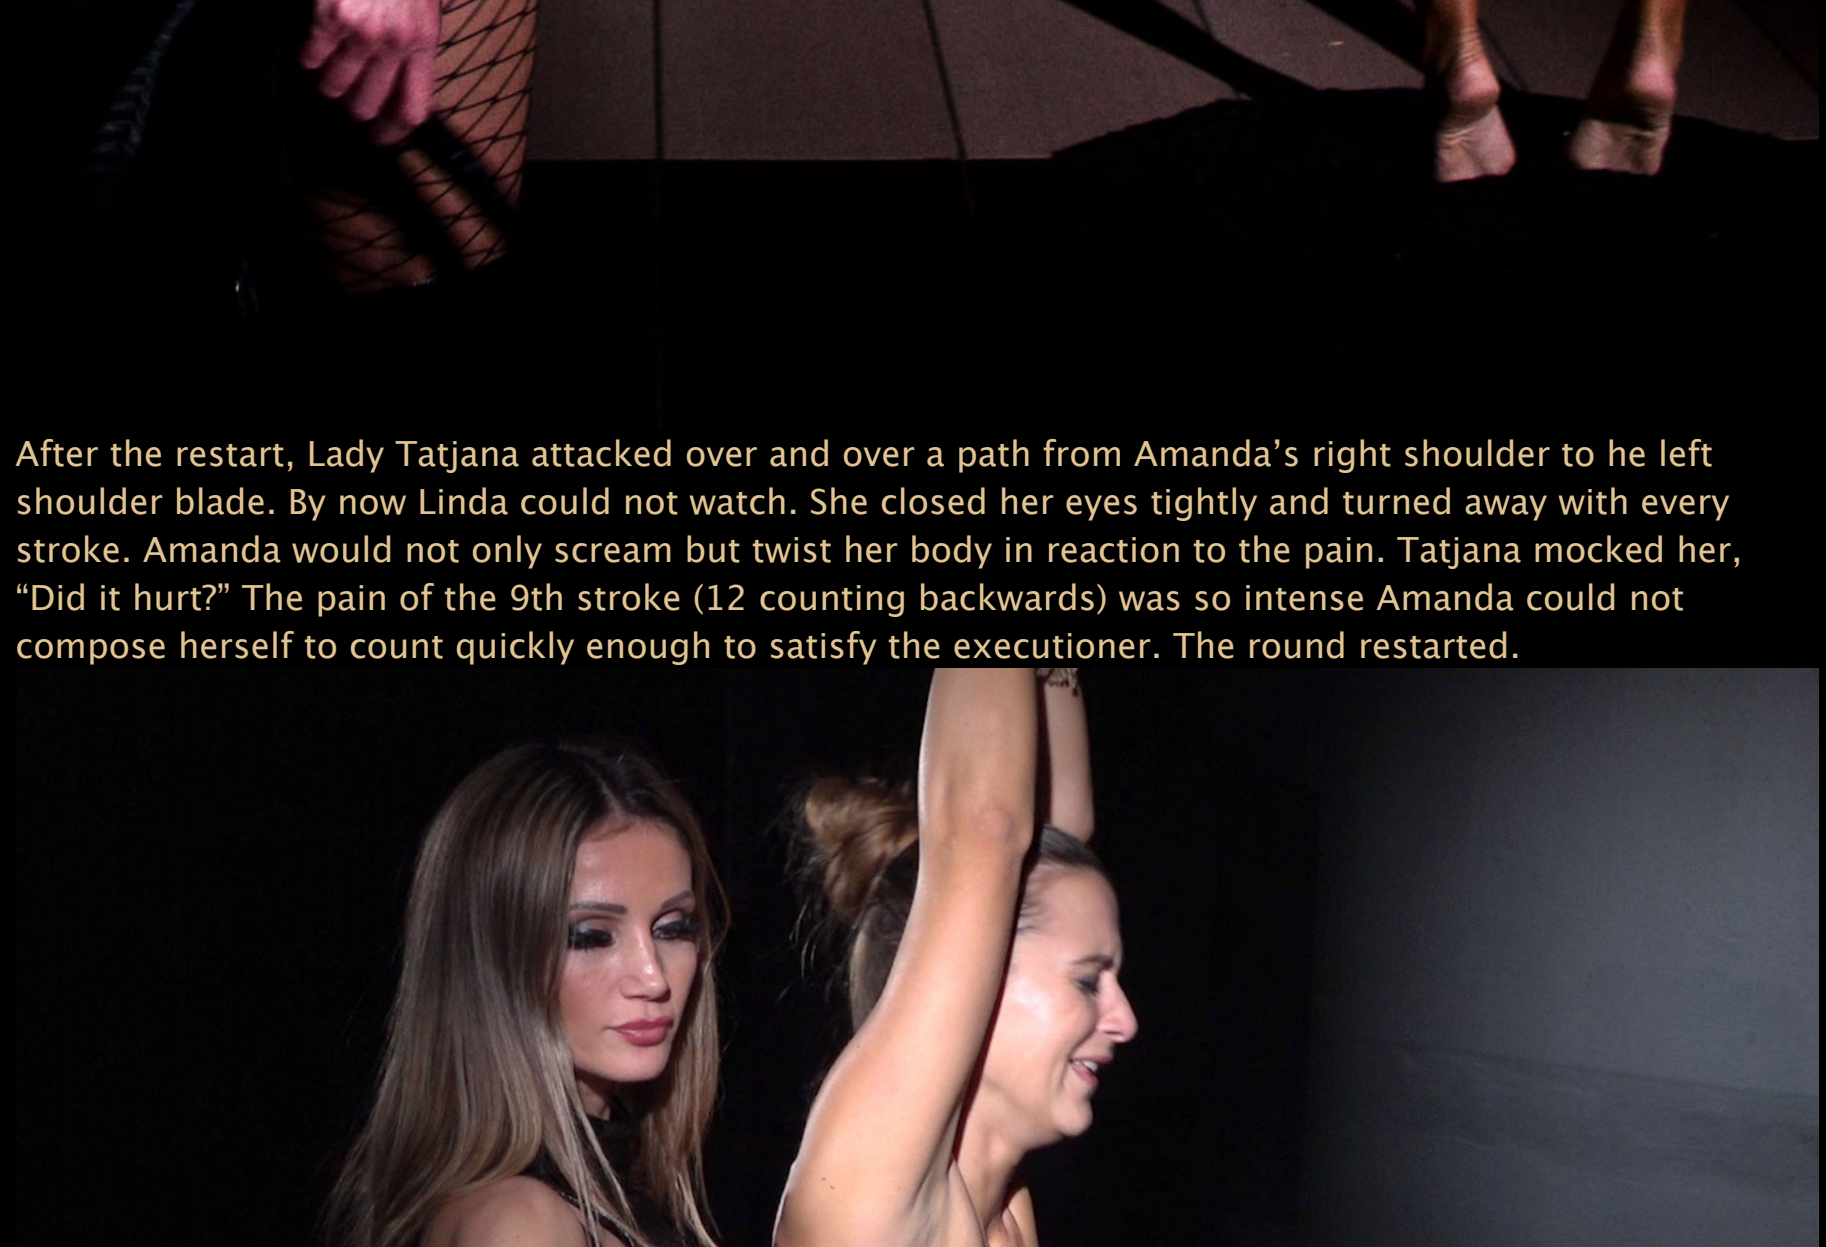 After the restart, Lady Tatjana attacked over and over a path from Amanda’s right shoulder to he left
shoulder blade. By now Linda could not watch. She closed her eyes tightly and turned away with every
stroke. Amanda would not only scream but twist her body in reaction to the pain. Tatjana mocked her,
“Did it hurt?” The pain of the 9th stroke (12 counting backwards) was so intense Amanda could not
compose herself to count quickly enough to satisfy the executioner. The round restarted.